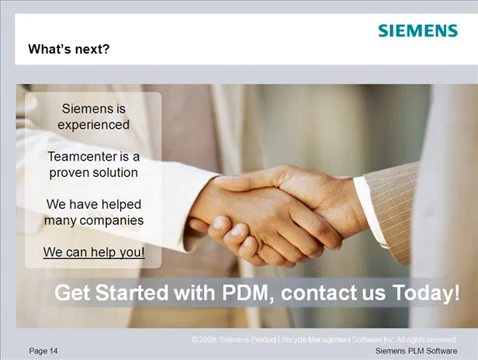 SIEMENS
What's next?
Siemens is
experienced
Teamcenter is a
proven solution
We have helped
many companies
We can help you!
Get Started with PDM, contact us Today!
© 2009. Siemens Product Lifecycle Management Software Inc. All rights reserved
Page 14
Siemens PLM Software